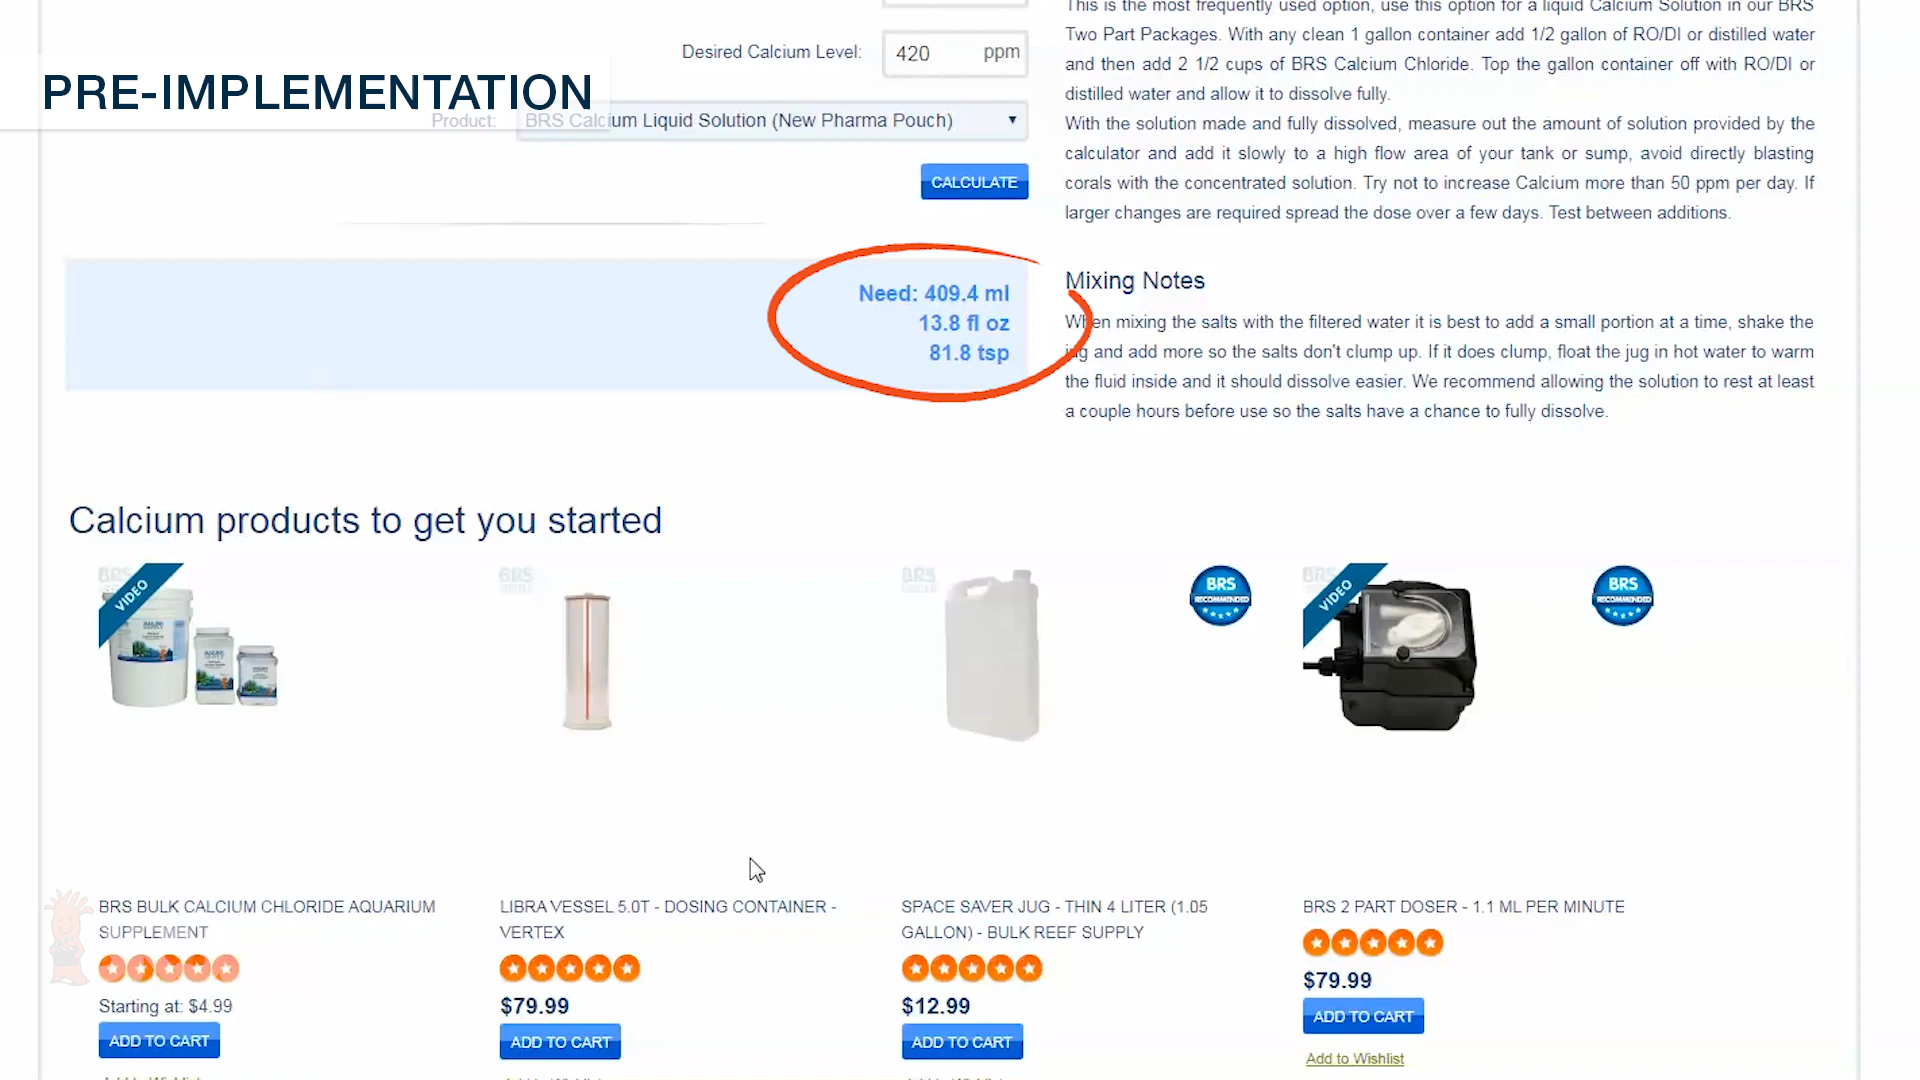 This is the most frequently used option, use this option for a liquid Calcium Solution in our BRS
Two Part Packages. With any clean 1 gallon container add 1/2 gallon of RO/DI or distilled water
and then add 2 1/2 cups of BRS Calcium Chloride. Top the gallon container off with RO/DI or
distilled water and allow it to dissolve fully.
With the solution made and fully dissolved, measure out the amount of solution provided by the
calculator and add it slowly to a high flow area of your tank or sump, avoid directly blasting
corals with the concentrated solution. Try not to increase Calcium more than 50 ppm per day. If
larger changes are required spread the dose over a few days. Test between additions.
Desired Calcium Level: 420 ppm
PRE-IMPLEMENTATION
Product: BRS Calcium Liquid Solution (New Pharma Pouch)
CALCULATE
Need: 409.4 ml
13.8 fl oz
81.8 tsp
Mixing Notes
When mixing the salts with the filtered water it is best to add a small portion at a time, shake the
jug and add more so the salts don't clump up. If it does clump, float the jug in hot water to warm
the fluid inside and it should dissolve easier. We recommend allowing the solution to rest at least
a couple hours before use so the salts have a chance to fully dissolve.
Calcium products to get you started
BRS
VIDEO
BRS
BRS
BRS
RECOMMENDED
VIDEO
BRS
RECOMMENDED
BRS BULK CALCIUM CHLORIDE AQUARIUM
SUPPLEMENT
Starting at: $4.99
ADD TO CART
LIBRA VESSEL 5.0T - DOSING CONTAINER -
VERTEX
$79.99
ADD TO CART
SPACE SAVER JUG - THIN 4 LITER (1.05
GALLON) - BULK REEF SUPPLY
$12.99
ADD TO CART
BRS 2 PART DOSER - 1.1 ML PER MINUTE
$79.99
ADD TO CART
Add to Wishlist